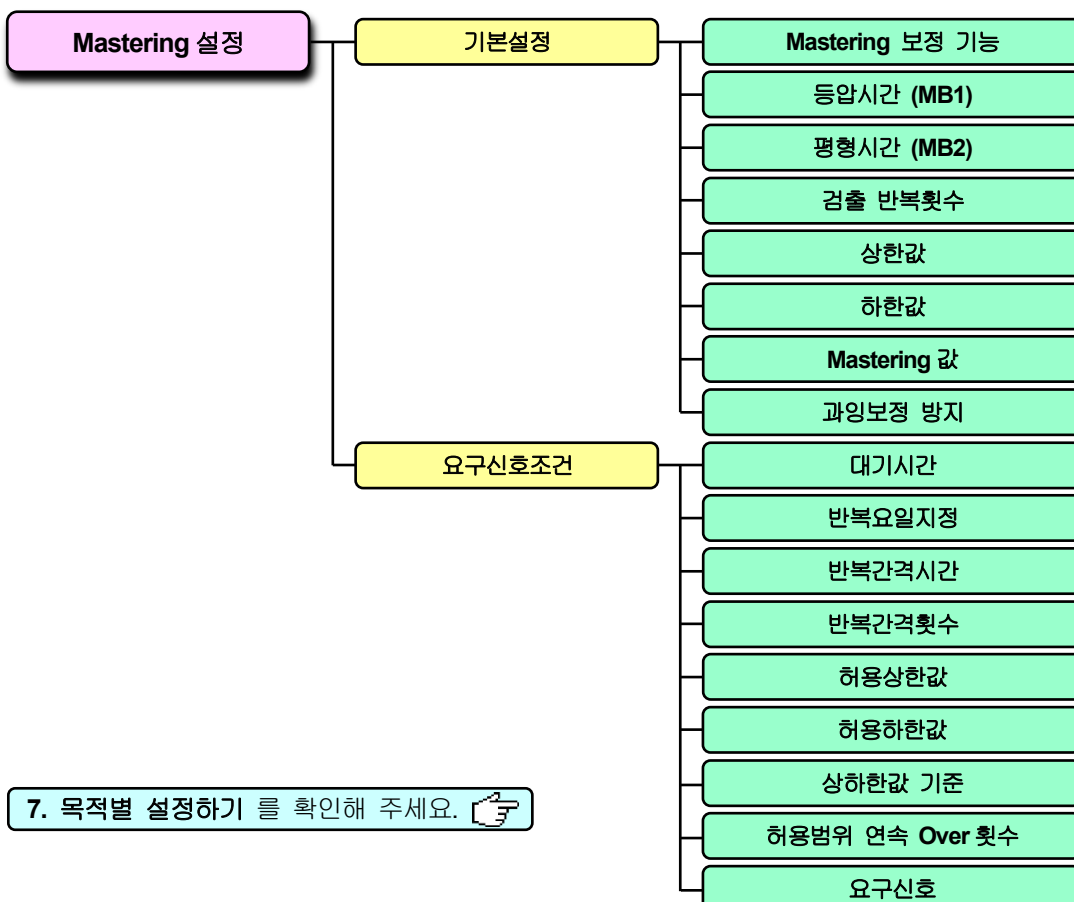 Mastering 설정
기본설정
Mastering 보정 기능
등압시간 (MB1)
평형시간 (MB2)
검출 반복횟수
상한값
하한값
Mastering 값
과잉보정 방지
요구신호조건
대기시간
반복요일지정
반복간격시간
반복간격횟수
허용상한값
허용하한값
상하한값 기준
허용범위 연속 Over 횟수
요구신호
7. 목적별 설정하기 를 확인해 주세요.